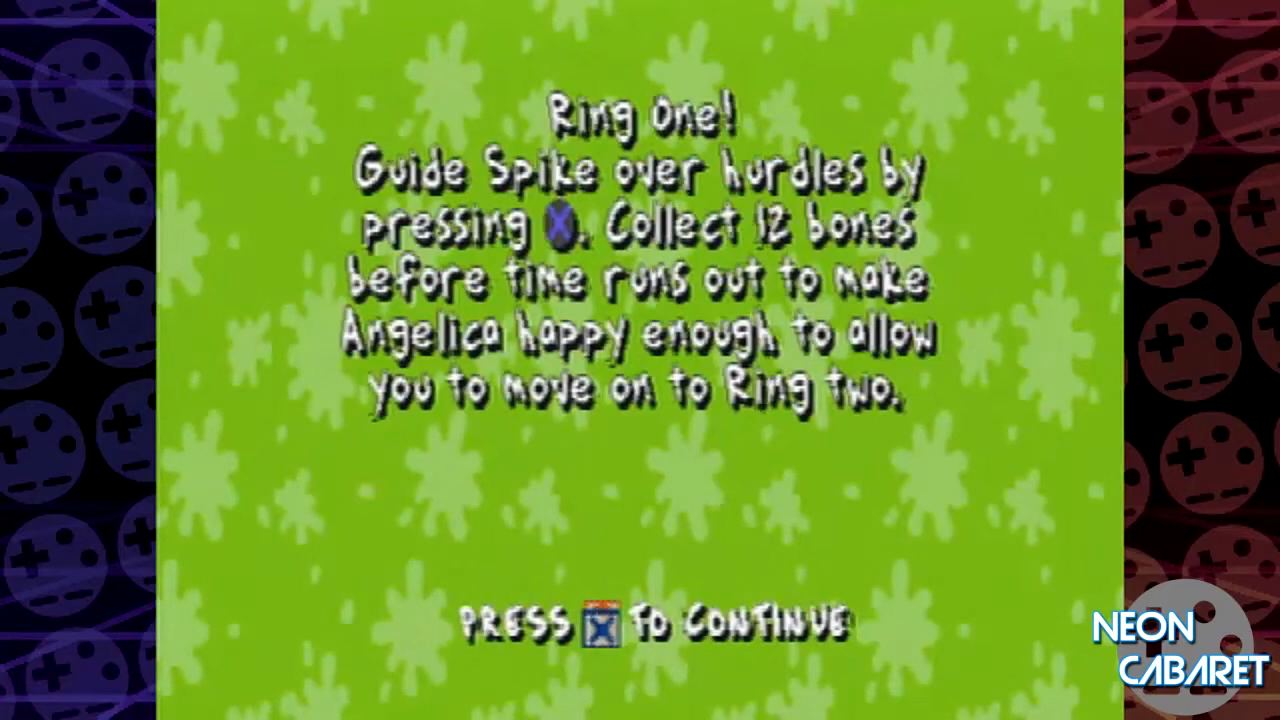 Ring One!
Guide Spike over hurdles by
pressing X. Collect 12 bones
before time runs out to make
Angelica happy enough to allow
you to move on to Ring two.
PRESS X TO CONTINUE
NEON
CABARET